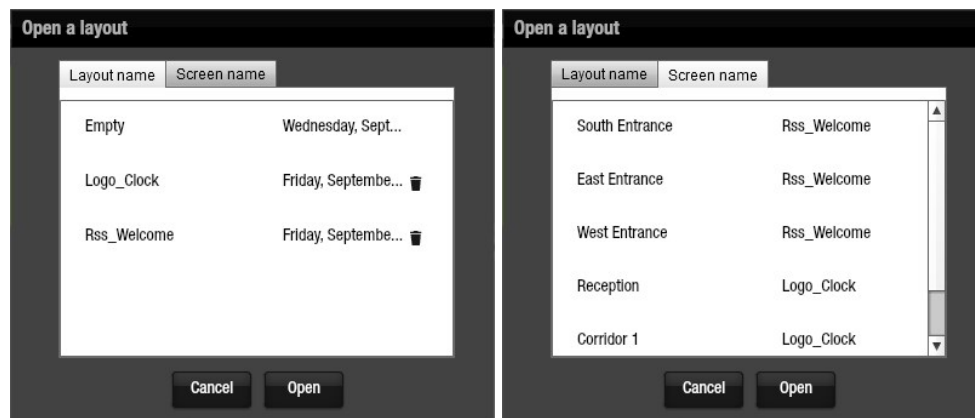 Open a layout
Layout name Screen name
Empty Wednesday, Sept...
Logo_Clock Friday, Septembe...
Rss_Welcome Friday, Septembe...
Cancel Open
Open a layout
Layout name Screen name
South Entrance Rss_Welcome
East Entrance Rss_Welcome
West Entrance Rss_Welcome
Reception Logo_Clock
Corridor 1 Logo_Clock
Cancel Open